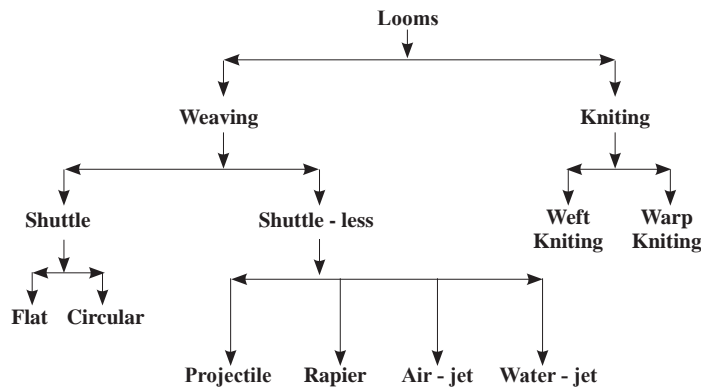 Looms
Weaving
Kniting
Shuttle
Shuttle - less
Weft
Kniting
Warp
Kniting
Flat
Circular
Projectile
Rapier
Air - jet
Water - jet